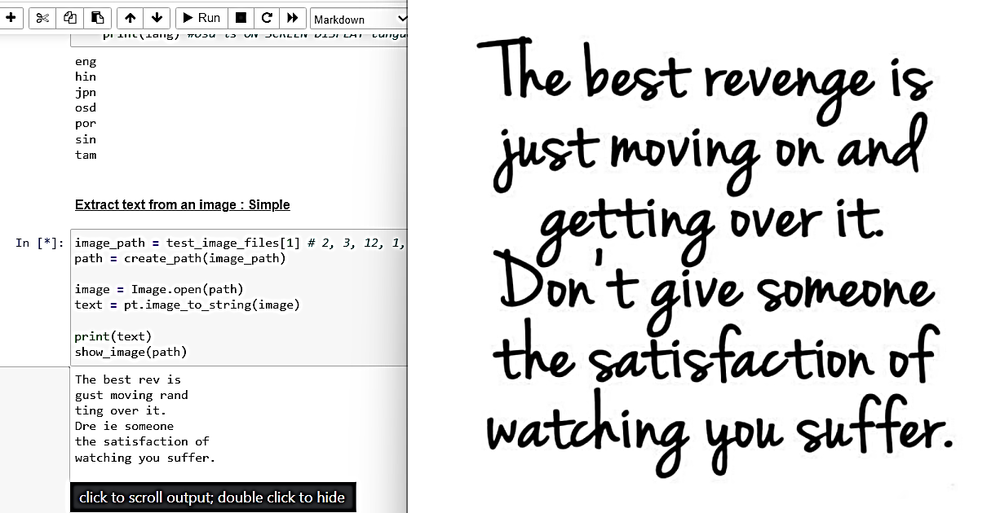 Run
Markdown
print(lang) #osd is ON SCREEN DISPLAY langu
eng
hin
jpn
osd
por
sin
tam
Extract text from an image : Simple
In [*]:
image_path = test_image_files[1] # 2, 3, 12, 1,
path = create_path(image_path)
image = Image.open(path)
text = pt.image_to_string(image)
print(text)
show_image(path)
The best rev is
gust moving rand
ting over it.
Dre ie someone
the satisfaction of
watching you suffer.
click to scroll output; double click to hide
The best revenge is
just moving on and
getting over it.
Don't give someone
the satisfaction of
watching you suffer.